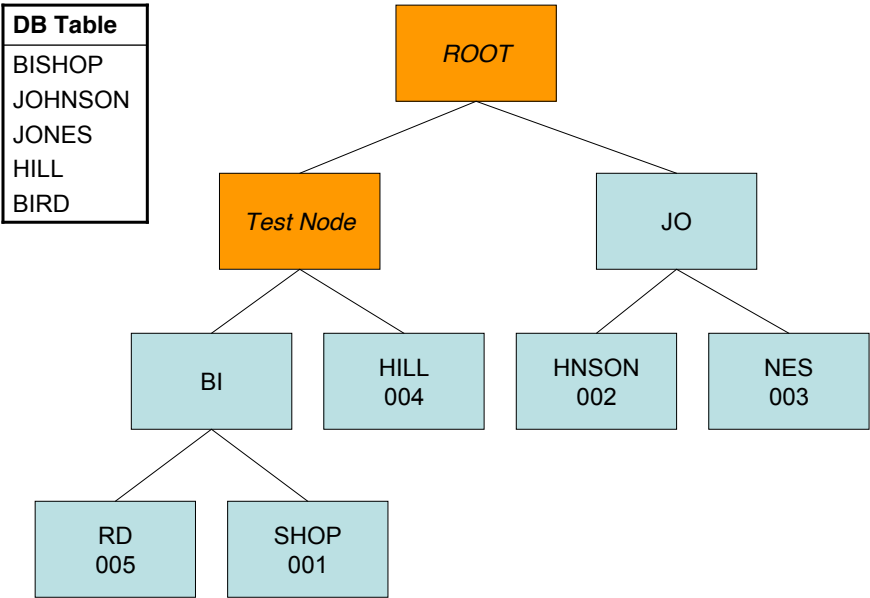 DB Table
BISHOP
JOHNSON
JONES
HILL
BIRD
ROOT
Test Node
JO
BI
HILL
004
HNSON
002
NES
003
RD
005
SHOP
001